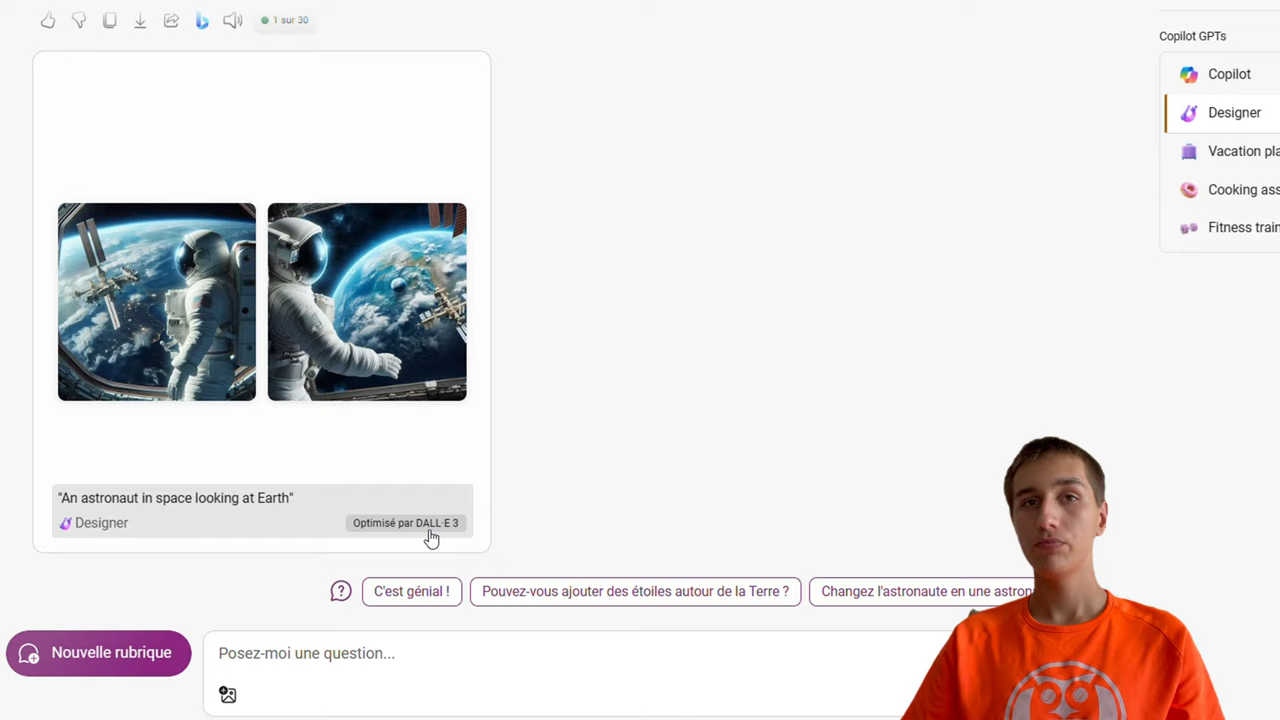 1 sur 30
Copilot GPTs
Copilot
Designer
Vacation pla
Cooking ass
Fitness train
"An astronaut in space looking at Earth"
Designer
Optimisé par DALL·E 3
C'est génial !
Pouvez-vous ajouter des étoiles autour de la Terre ?
Changez l'astronaute en une astron
Nouvelle rubrique
Posez-moi une question...